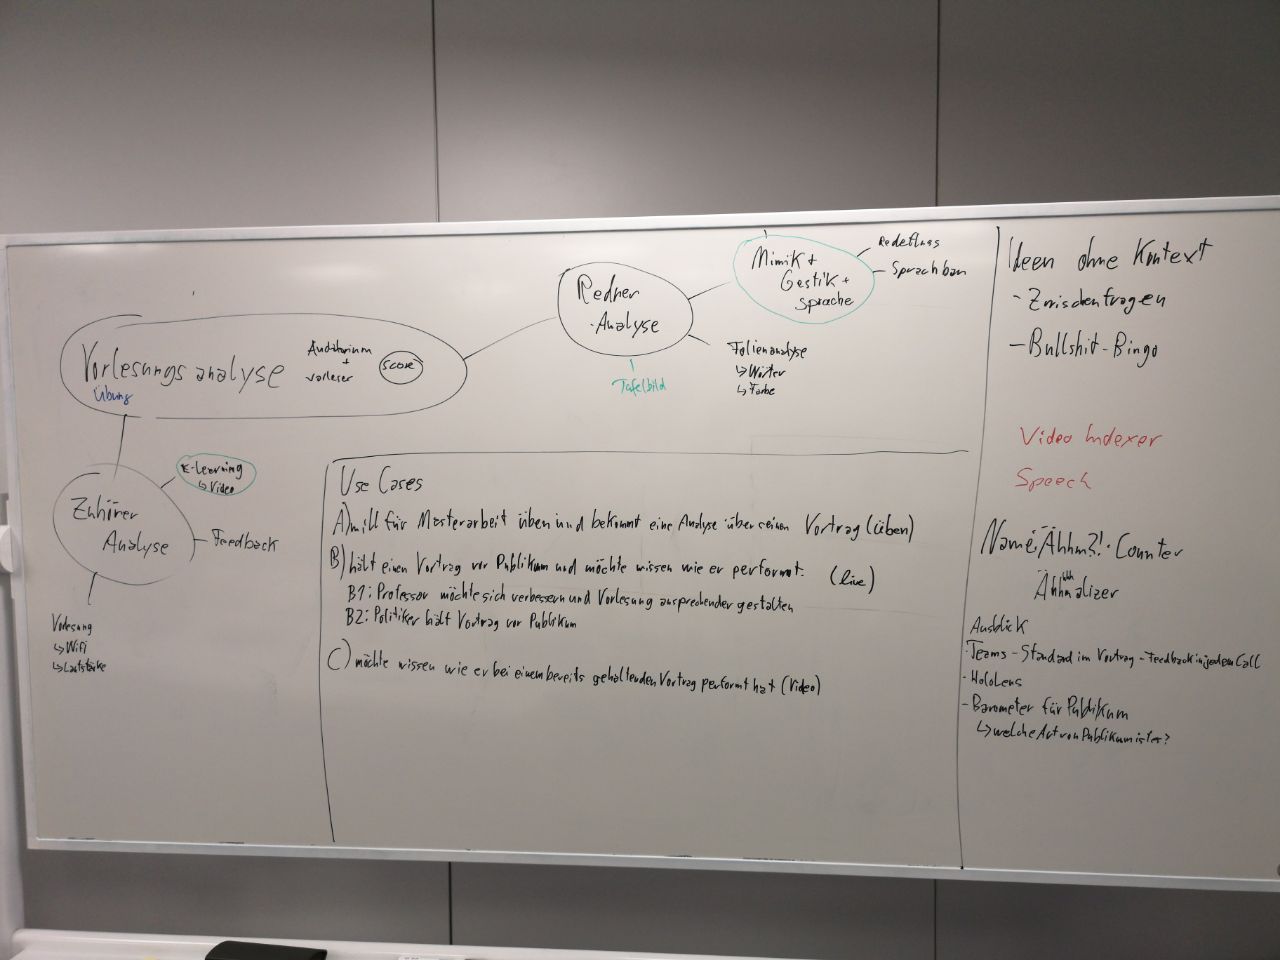 Vorlesungsanalyse
Übung
Auditorium
+
Vorleser
Score
Redner
-Analyse
Tafelbild
Mimik +
Gestik +
Sprache
Redefluss
Sprachbau
Folienanalyse
↳ Wörter
↳ Farbe
Zuhörer
Analyse
E-Learning
↳ Video
Feedback
Vorlesung
↳ Wifi
↳ Lautstärke
Use Cases
A) will für Masterarbeit üben und bekommt eine Analyse über seinen Vortrag (üben)
B) hält einen Vortrag vor Publikum und möchte wissen wie er performt. (live)
B1: Professor möchte sich verbessern und Vorlesung ansprechender gestalten
B2: Politiker hält Vortrag vor Publikum
C) möchte wissen wie er bei einem bereits gehaltenden Vortrag performt hat (Video)
Ideen ohne Kontext
- Zwischenfragen
- Bullshit-Bingo
Video Indexer
Speech
Name: Ähhm?!-Counter
Ähhmalizer
Ausblick
- Teams - Standard im Vortrag - Feedback in jedem Call
- HoloLens
- Barometer für Publikum
↳ welche Art von Publikum ist es?